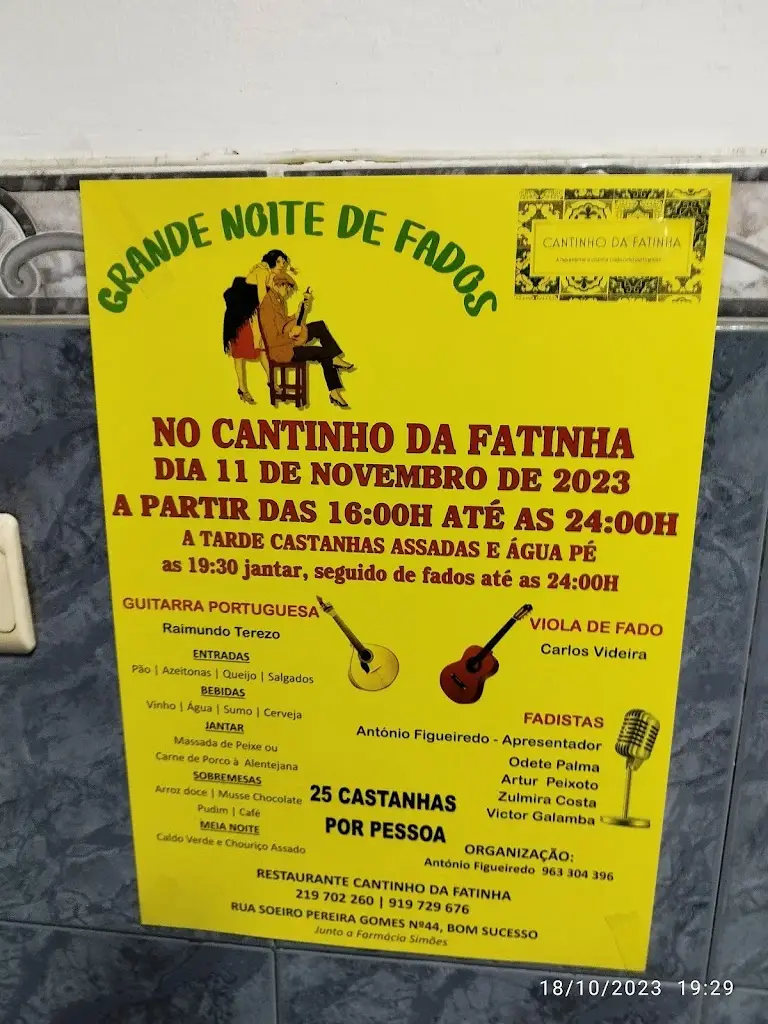 GRANDE NOITE DE FADOS
CANTINHO DA FATINHA
NO CANTINHO DA FATINHA
DIA 11 DE NOVEMBRO DE 2023
A PARTIR DAS 16:00H ATÉ AS 24:00H
A TARDE CASTANHAS ASSADAS E ÁGUA PÉ
as 19:30 jantar, seguido de fados até as 24:00H
GUITARRA PORTUGUESA
Raimundo Terezo
ENTRADAS
Pão | Azeitonas | Queijo | Salgados
BEBIDAS
Vinho | Água | Sumo | Cerveja
JANTAR
Massada de Peixe ou
Carne de Porco à Alentejana
SOBREMESAS
Arroz doce | Musse Chocolate
Pudim | Café
MEIA NOITE
Caldo Verde e Chouriço Assado
VIOLA DE FADO
Carlos Videira
FADISTAS
António Figueiredo - Apresentador
Odete Palma
Artur Peixoto
Zulmira Costa
Victor Galamba
25 CASTANHAS
POR PESSOA
ORGANIZAÇÃO:
António Figueiredo 963 304 396
RESTAURANTE CANTINHO DA FATINHA
219 702 260 | 919 729 676
RUA SOEIRO PEREIRA GOMES Nº44, BOM SUCESSO
Junto a Farmácia Simões
18/10/2023 19:29